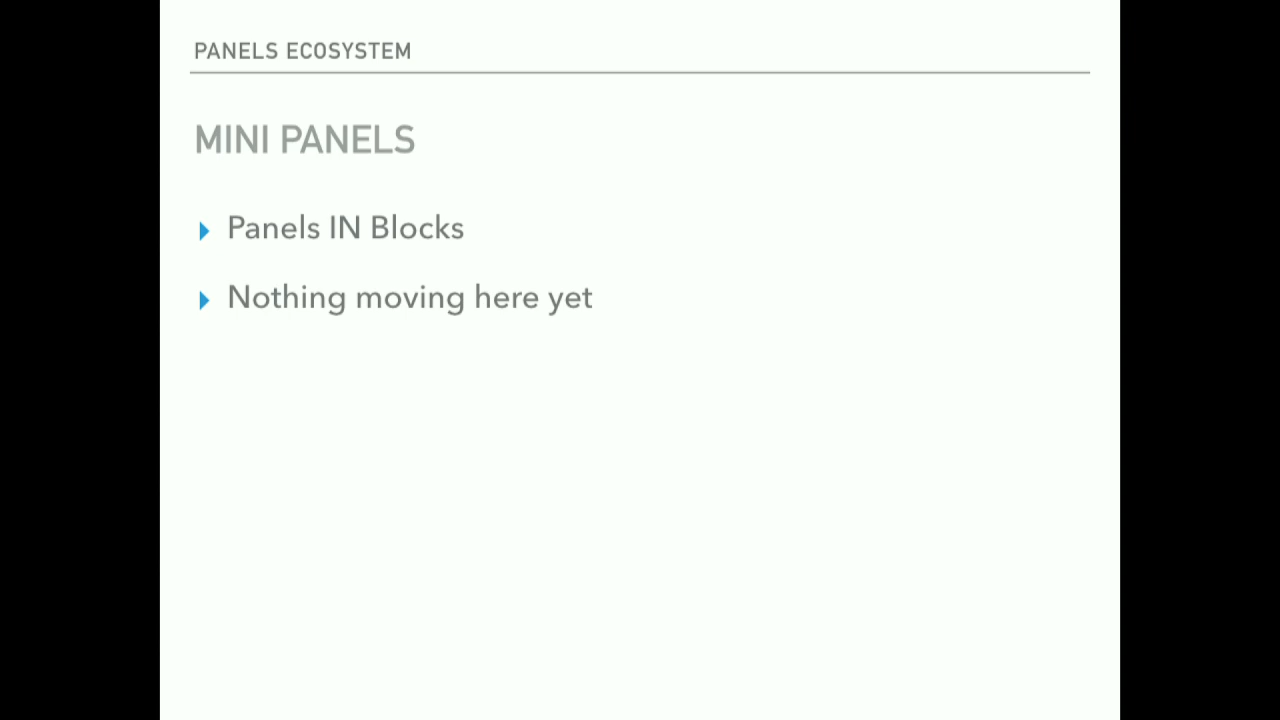 PANELS ECOSYSTEM
MINI PANELS
Panels IN Blocks
Nothing moving here yet